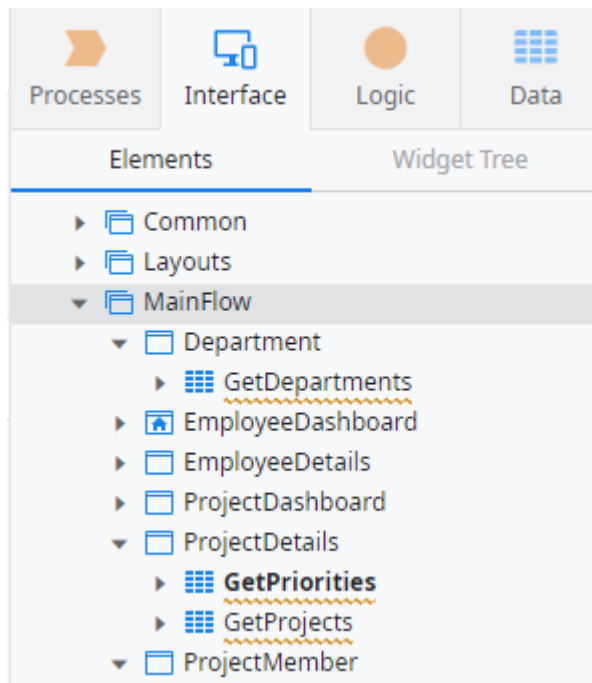 Processes Interface Logic Data
Elements Widget Tree
Common
Layouts
MainFlow
Department
GetDepartments
EmployeeDashboard
EmployeeDetails
ProjectDashboard
ProjectDetails
GetPriorities
GetProjects
ProjectMember